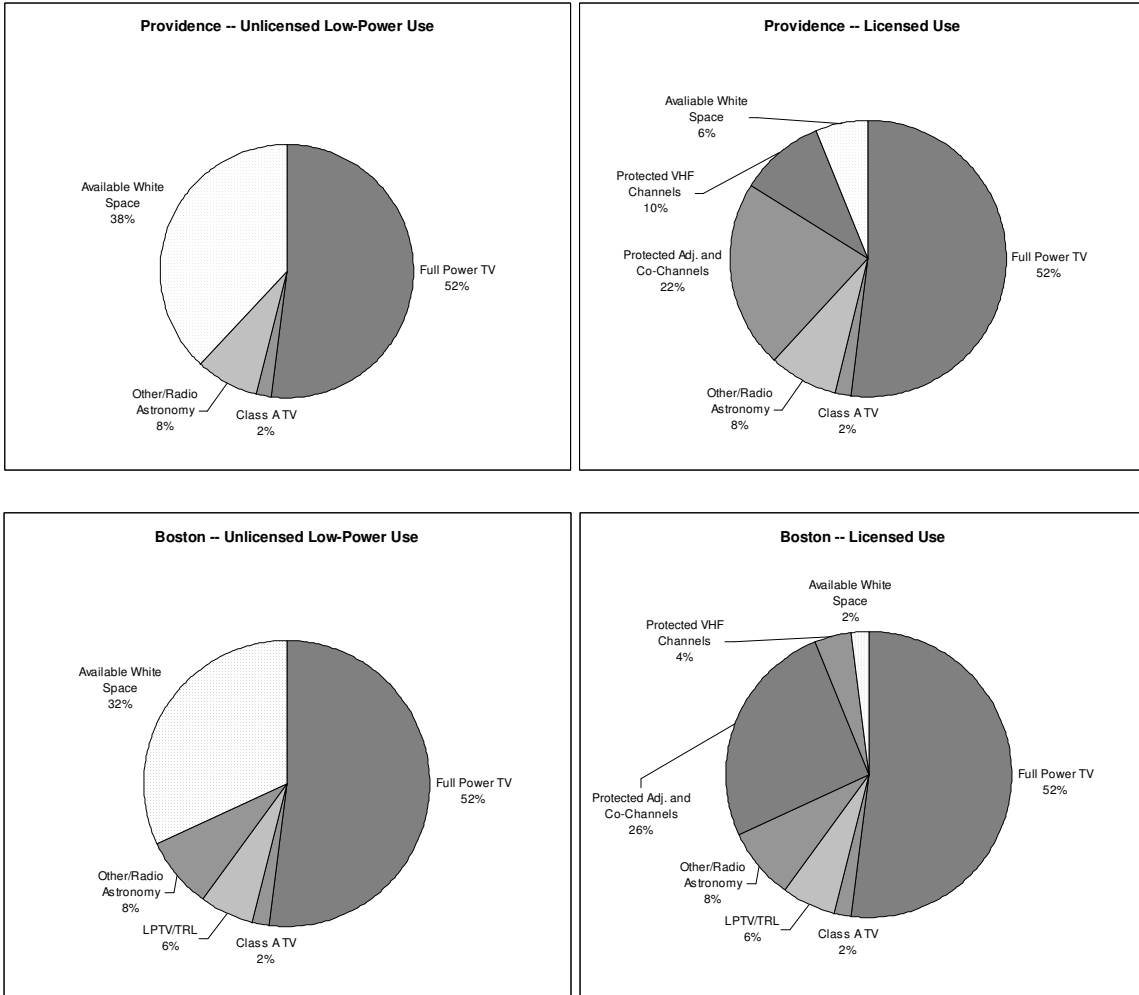 Providence -- Unlicensed Low-Power Use
Available White
Space
38%
Full Power TV
52%
Other/Radio
Astronomy
8%
Class A TV
2%
Providence -- Licensed Use
Avaliable White
Space
6%
Protected VHF
Channels
10%
Protected Adj. and
Co-Channels
22%
Full Power TV
52%
Other/Radio
Astronomy
8%
Class A TV
2%
Boston -- Unlicensed Low-Power Use
Available White
Space
32%
Full Power TV
52%
Other/Radio
Astronomy
8%
LPTV/TRL
6%
Class A TV
2%
Boston -- Licensed Use
Available White
Space
2%
Protected VHF
Channels
4%
Full Power TV
52%
Protected Adj. and
Co-Channels
26%
Other/Radio
Astronomy
8%
LPTV/TRL
6%
Class A TV
2%